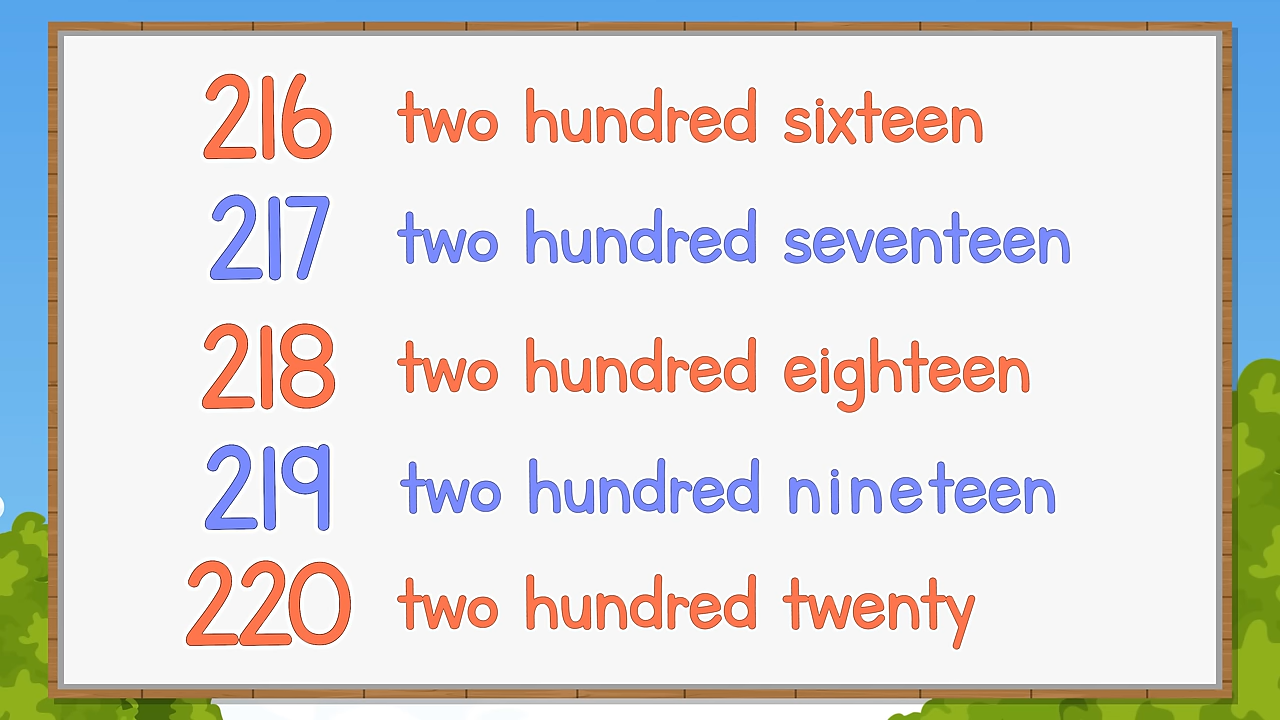 216 two hundred sixteen
217 two hundred seventeen
218 two hundred eighteen
219 two hundred nineteen
220 two hundred twenty